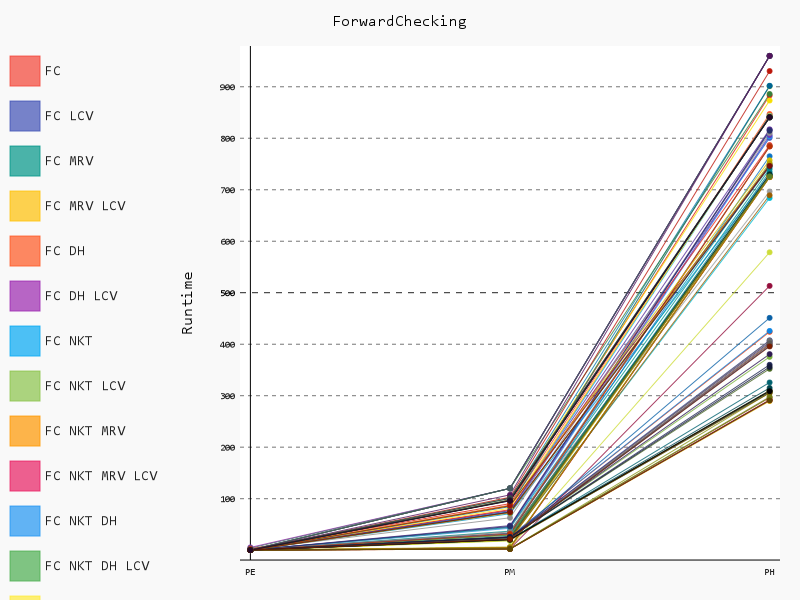 ForwardChecking
FC
FC LCV
FC MRV
FC MRV LCV
FC DH
FC DH LCV
FC NKT
FC NKT LCV
FC NKT MRV
FC NKT MRV LCV
FC NKT DH
FC NKT DH LCV
Runtime
900
800
700
600
500
400
300
200
100
PE
PM
PH